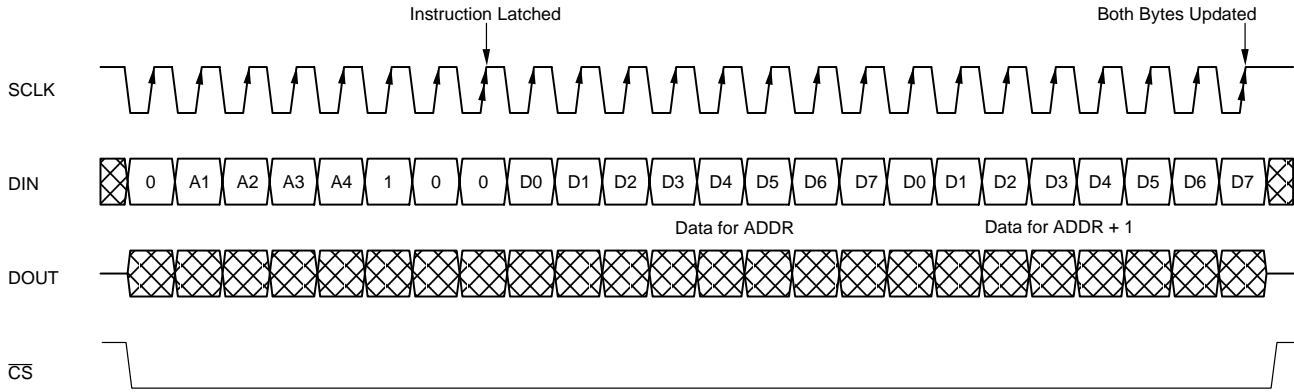 Instruction Latched Both Bytes Updated
SCLK
DIN 0 A1 A2 A3 A4 1 0 0 D0 D1 D2 D3 D4 D5 D6 D7 D0 D1 D2 D3 D4 D5 D6 D7
Data for ADDR Data for ADDR + 1
DOUT
CS